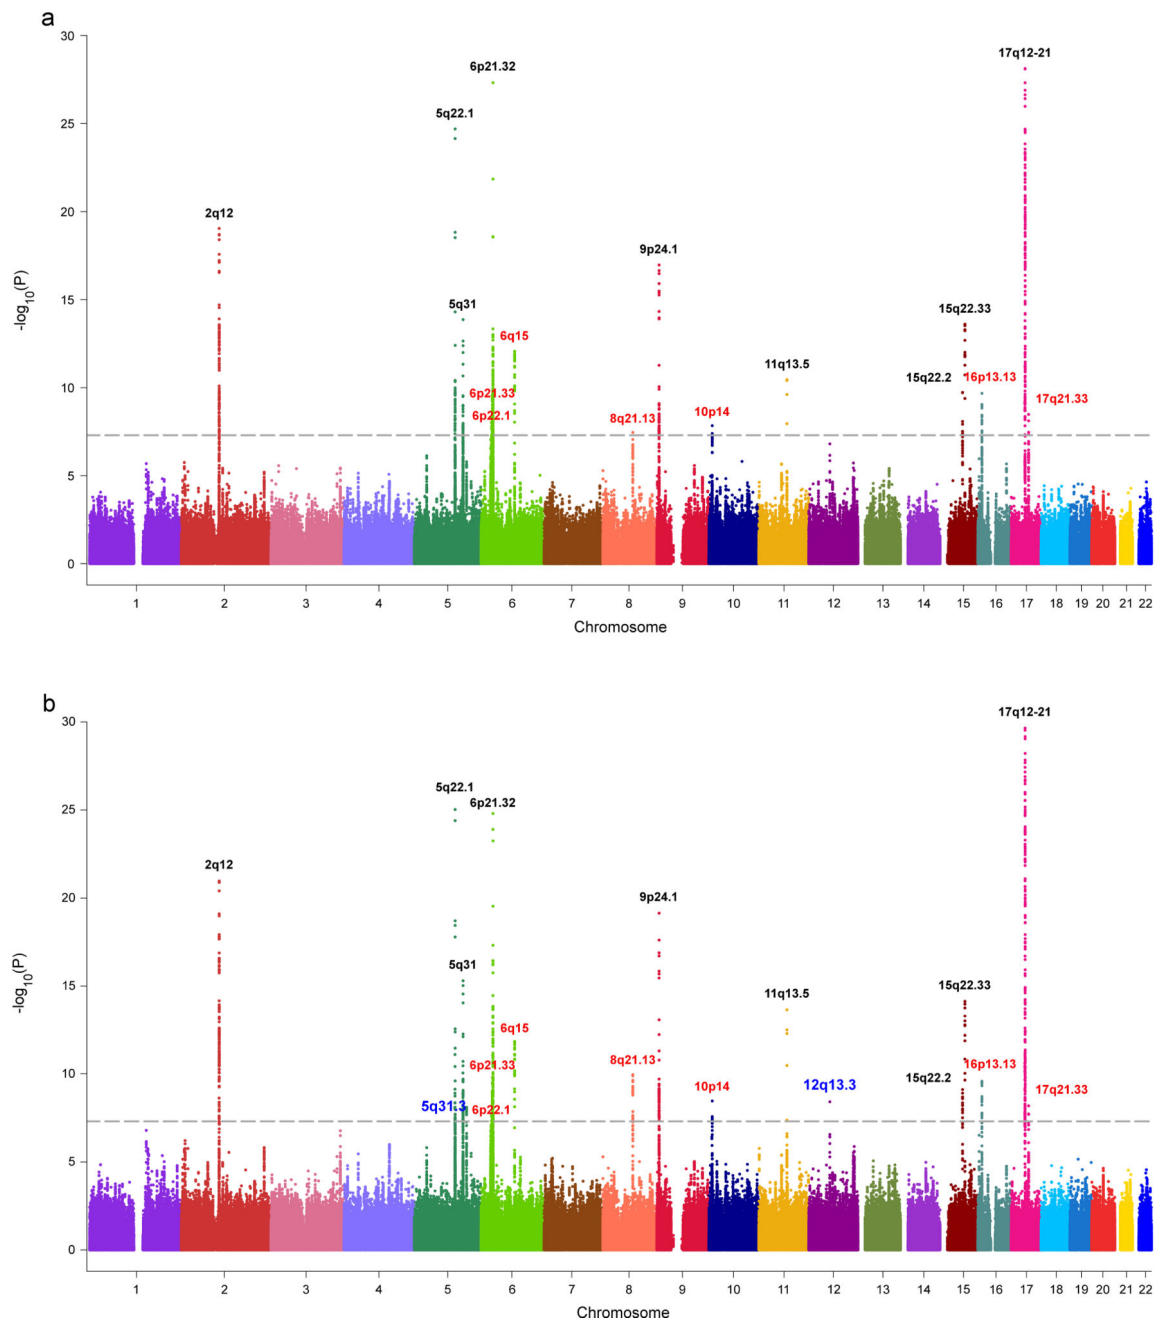 a
30
17q12-21
6p21.32
25
5q22.1
20
2q12
9p24.1
-log10(P)
15
5q31
15q22.33
6q15
11q13.5
15q22.2
16p13.13
10
6p21.33
17q21.33
6p22.1
8q21.13
10p14
5
0
1 2 3 4 5 6 7 8 9 10 11 12 13 14 15 16 17 18 19 20 21 22
Chromosome
b
30
17q12-21
5q22.1
6p21.32
25
2q12
20
9p24.1
-log10(P)
5q31
15
11q13.5
15q22.33
6q15
6p21.33
8q21.13
16p13.13
15q22.2
10
10p14
12q13.3
17q21.33
5q31.3
6p22.1
5
0
1 2 3 4 5 6 7 8 9 10 11 12 13 14 15 16 17 18 19 20 21 22
Chromosome